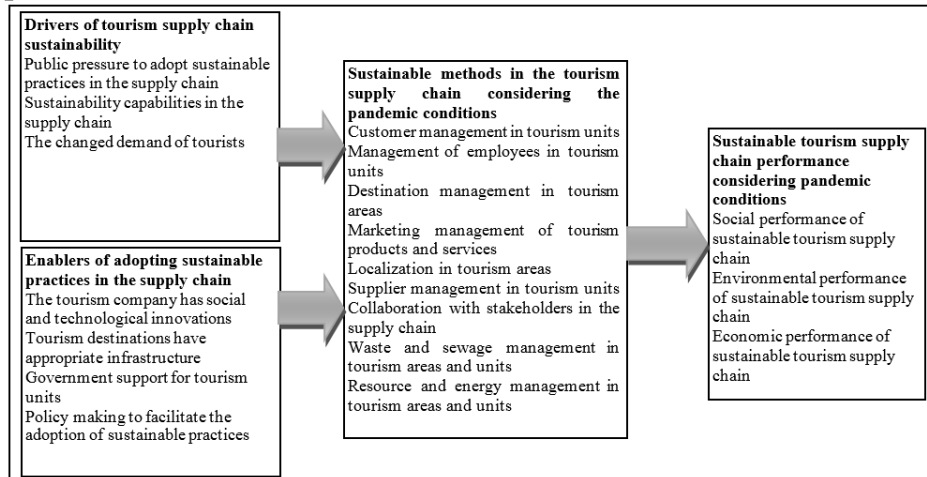 Drivers of tourism supply chain
sustainability
Public pressure to adopt sustainable
practices in the supply chain
Sustainability capabilities in the
supply chain
The changed demand of tourists
Enablers of adopting sustainable
practices in the supply chain
The tourism company has social
and technological innovations
Tourism destinations have
appropriate infrastructure
Government support for tourism
units
Policy making to facilitate the
adoption of sustainable practices
Sustainable methods in the tourism
supply chain considering the
pandemic conditions
Customer management in tourism units
Management of employees in tourism
units
Destination management in tourism
areas
Marketing management of tourism
products and services
Localization in tourism areas
Supplier management in tourism units
Collaboration with stakeholders in the
supply chain
Waste and sewage management in
tourism areas and units
Resource and energy management in
tourism areas and units
Sustainable tourism supply
chain performance
considering pandemic
conditions
Social performance of
sustainable tourism supply
chain
Environmental performance
of sustainable tourism supply
chain
Economic performance of
sustainable tourism supply
chain